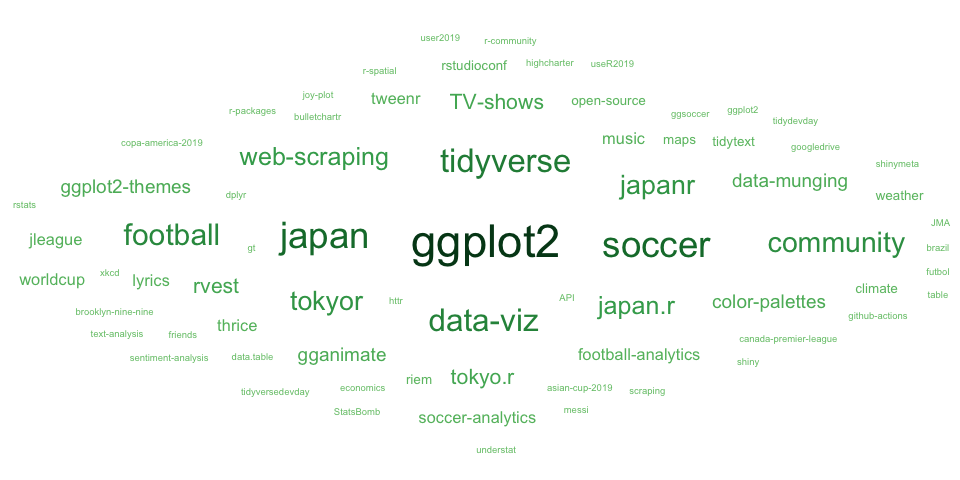 user2019 r-community
rstudioconf highcharter useR2019
r-spatial
joy-plot tweenr TV-shows open-source
r-packages bulletchartr ggsoccer ggplot2 tidydevday
copa-america-2019 music maps tidytext googledrive
web-scraping tidyverse shinymeta
ggplot2-themes dplyr japanr data-munging weather
rstats
jleague football gt japan ggplot2 soccer community JMA
brazil
worldcup xkcd lyrics rvest futbol
tokyor httr API japan.r color-palettes climate table
brooklyn-nine-nine github-actions
text-analysis friends thrice data-viz canada-premier-league
sentiment-analysis data.table gganimate football-analytics shiny
tidyversedevday economics riem tokyo.r asian-cup-2019 scraping
StatsBomb soccer-analytics messi
understat